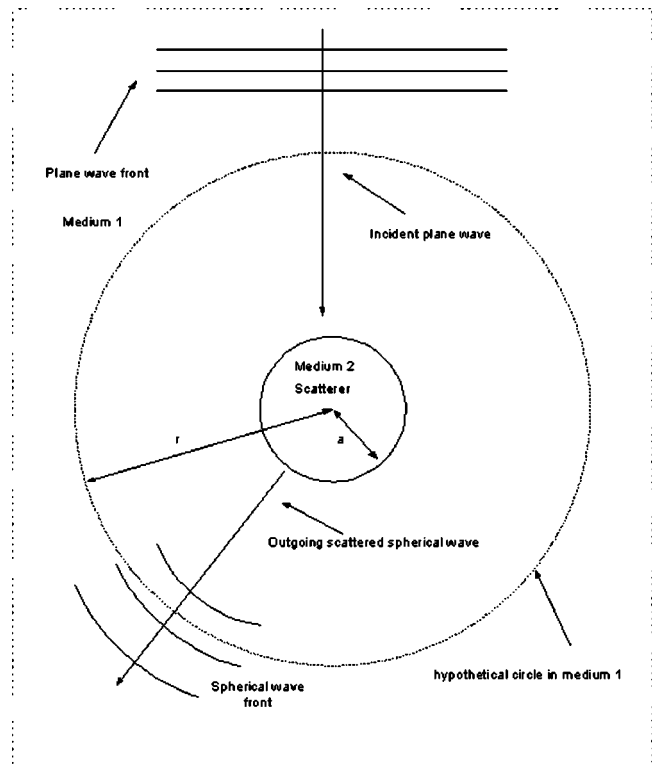 Plane wave front
Medium 1
Incident plane wave
Medium 2
Scatterer
r
a
Outgoing scattered spherical wave
hypothetical circle in medium 1
Spherical wave
front